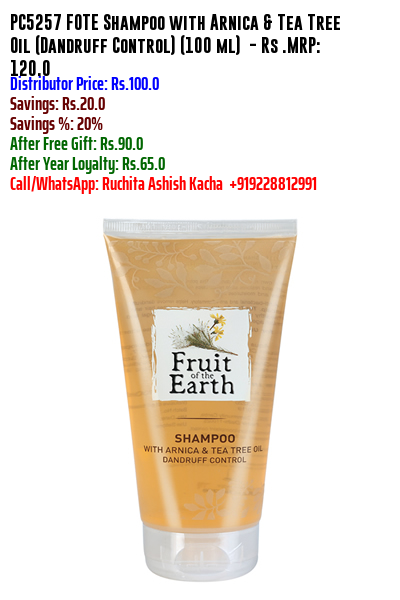 PC5257 FOTE Shampoo with Arnica & Tea Tree
Oil (Dandruff Control) (100 ml) - Rs .MRP:
120.0
Distributor Price: Rs.100.0
Savings: Rs.20.0
Savings %: 20%
After Free Gift: Rs.90.0
After Year Loyalty: Rs.65.0
Call/WhatsApp: Ruchita Ashish Kacha +919228812991
Fruit
of the
Earth
SHAMPOO
WITH ARNICA & TEA TREE OIL
DANDRUFF CONTROL